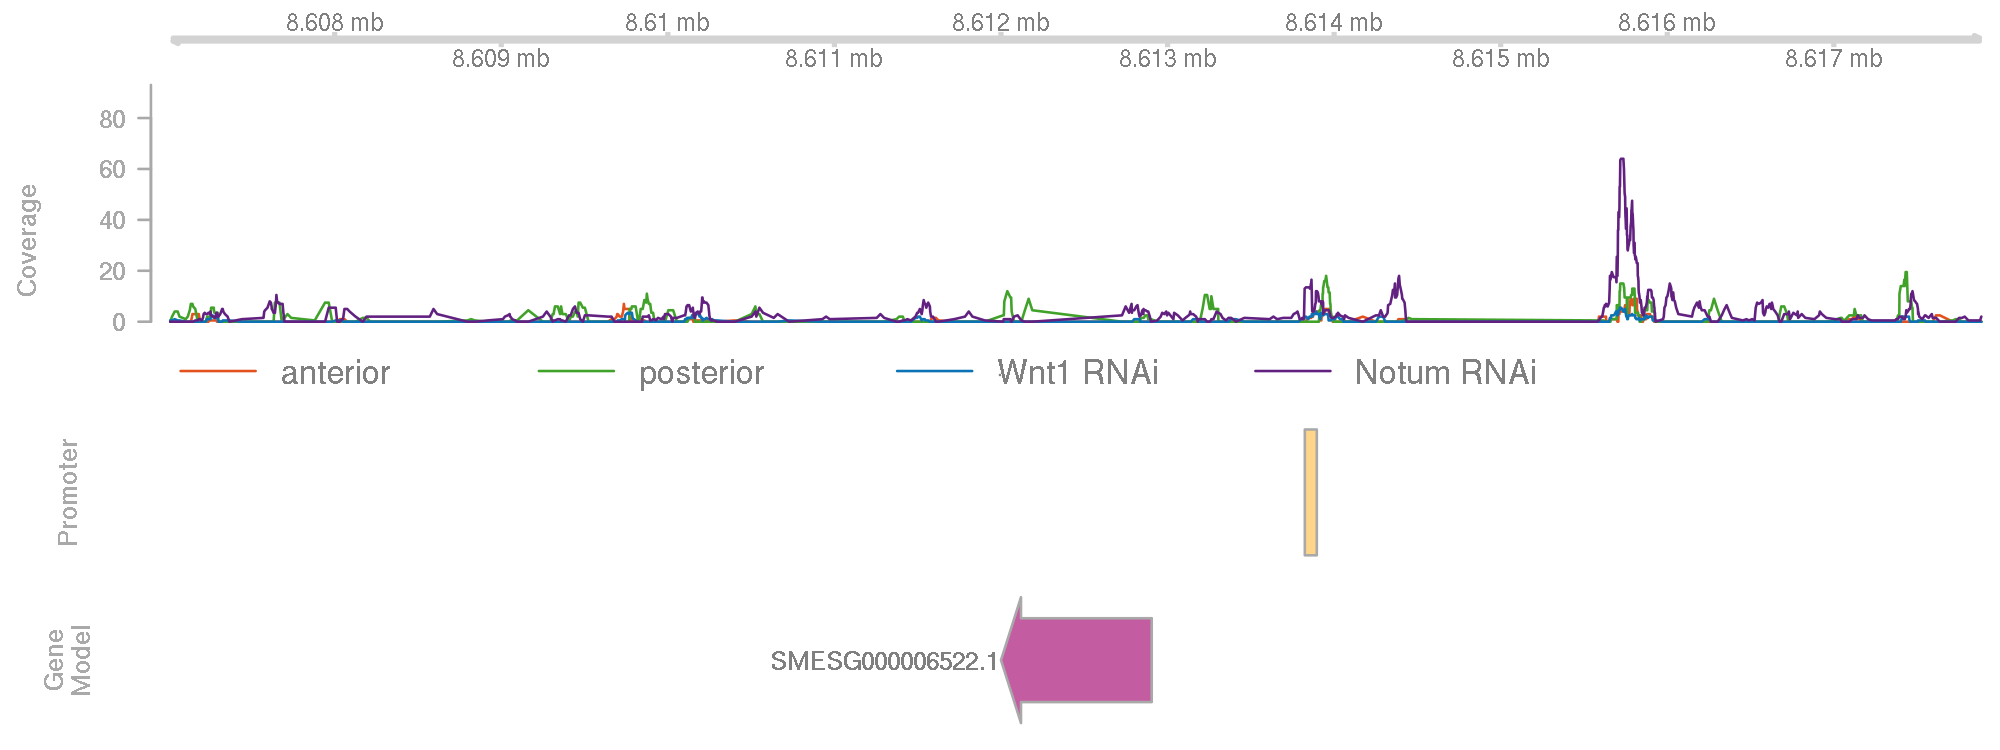 8.608 mb 8.61 mb 8.612 mb 8.614 mb 8.616 mb
8.609 mb 8.611 mb 8.613 mb 8.615 mb 8.617 mb
Coverage
80
60
40
20
0
anterior posterior Wnt1 RNAi Notum RNAi
Promoter
Gene
Model
SMESG000006522.1